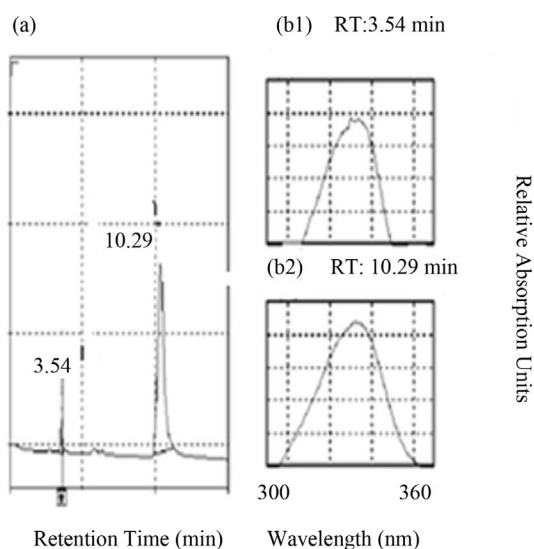 (a)
(b1) RT:3.54 min
10.29
3.54
(b2) RT: 10.29 min
300 360
Retention Time (min)
Wavelength (nm)
Relative Absorption Units